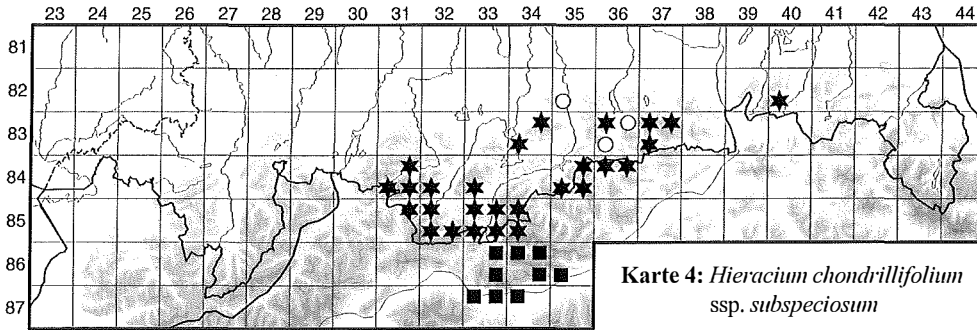 23 24 25 26 27 28 29 30 31 32 33 34 35 36 37 38 39 40 41 42 43 44
81
82
83
84
85
86
87
Karte 4: Hieracium chondrillifolium
ssp. subspeciosum